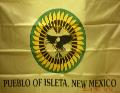 PUEBLO OF ISLETA, NEW MEXICO